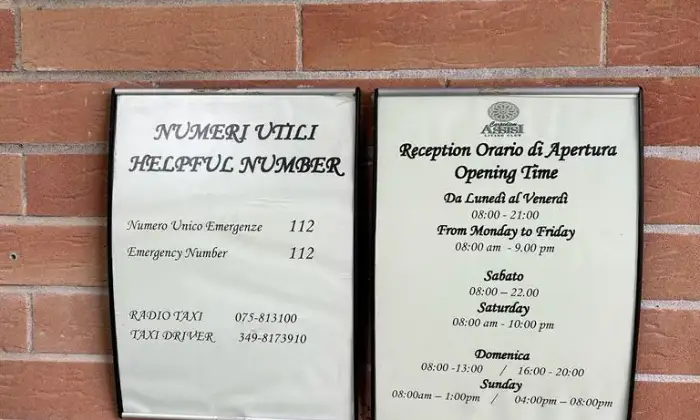 NUMERI UTILI
HELPFUL NUMBER
Numero Unico Emergenze 112
Emergency Number 112
RADIO TAXI 075-813100
TAXI DRIVER 349-8173910
ASSISI
LIVING CLUB
Reception Orario di Apertura
Opening Time
Da Lunedì al Venerdì
08:00 - 21:00
From Monday to Friday
08:00 am - 9.00 pm
Sabato
08:00 – 22.00
Saturday
08:00 am - 10:00 pm
Domenica
08:00 -13:00 / 16:00 - 20:00
Sunday
08:00am – 1:00pm / 04:00pm – 08:00pm